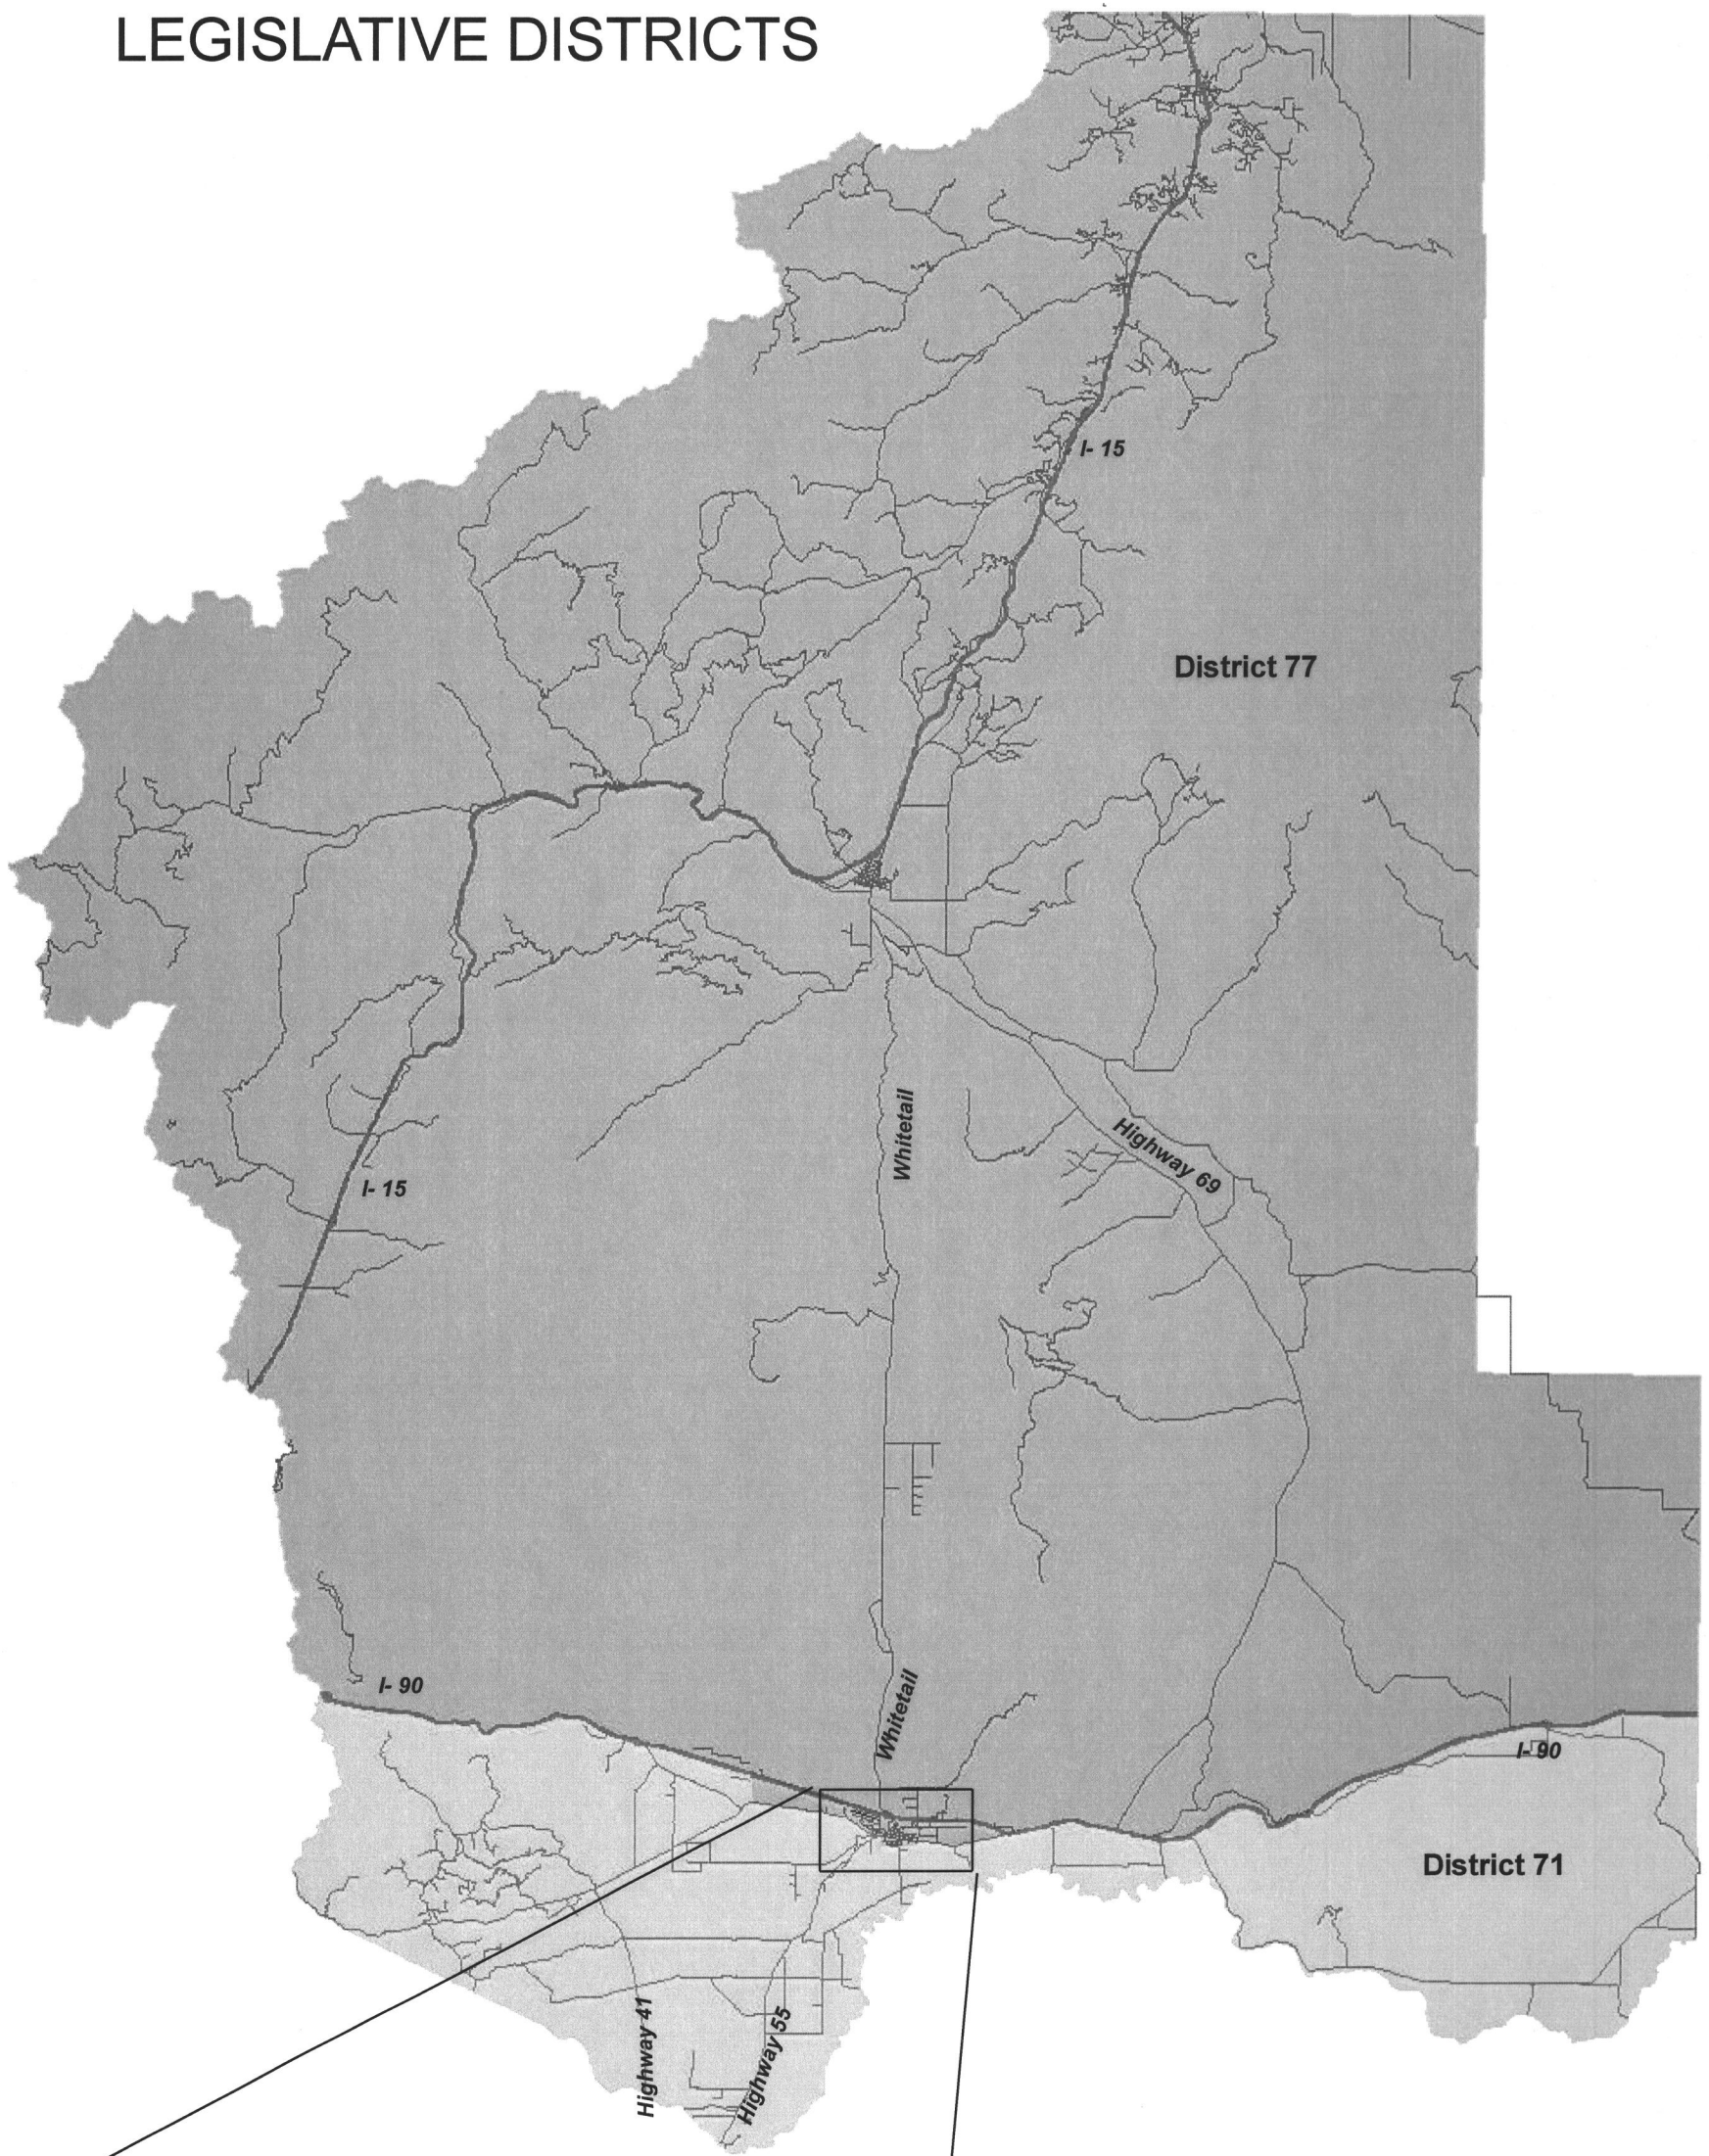 LEGISLATIVE DISTRICTS
I- 15
District 77
Whitetail
Highway 69
I- 15
I- 90
Whitetail
I- 90
District 71
Highway 41
Highway 55